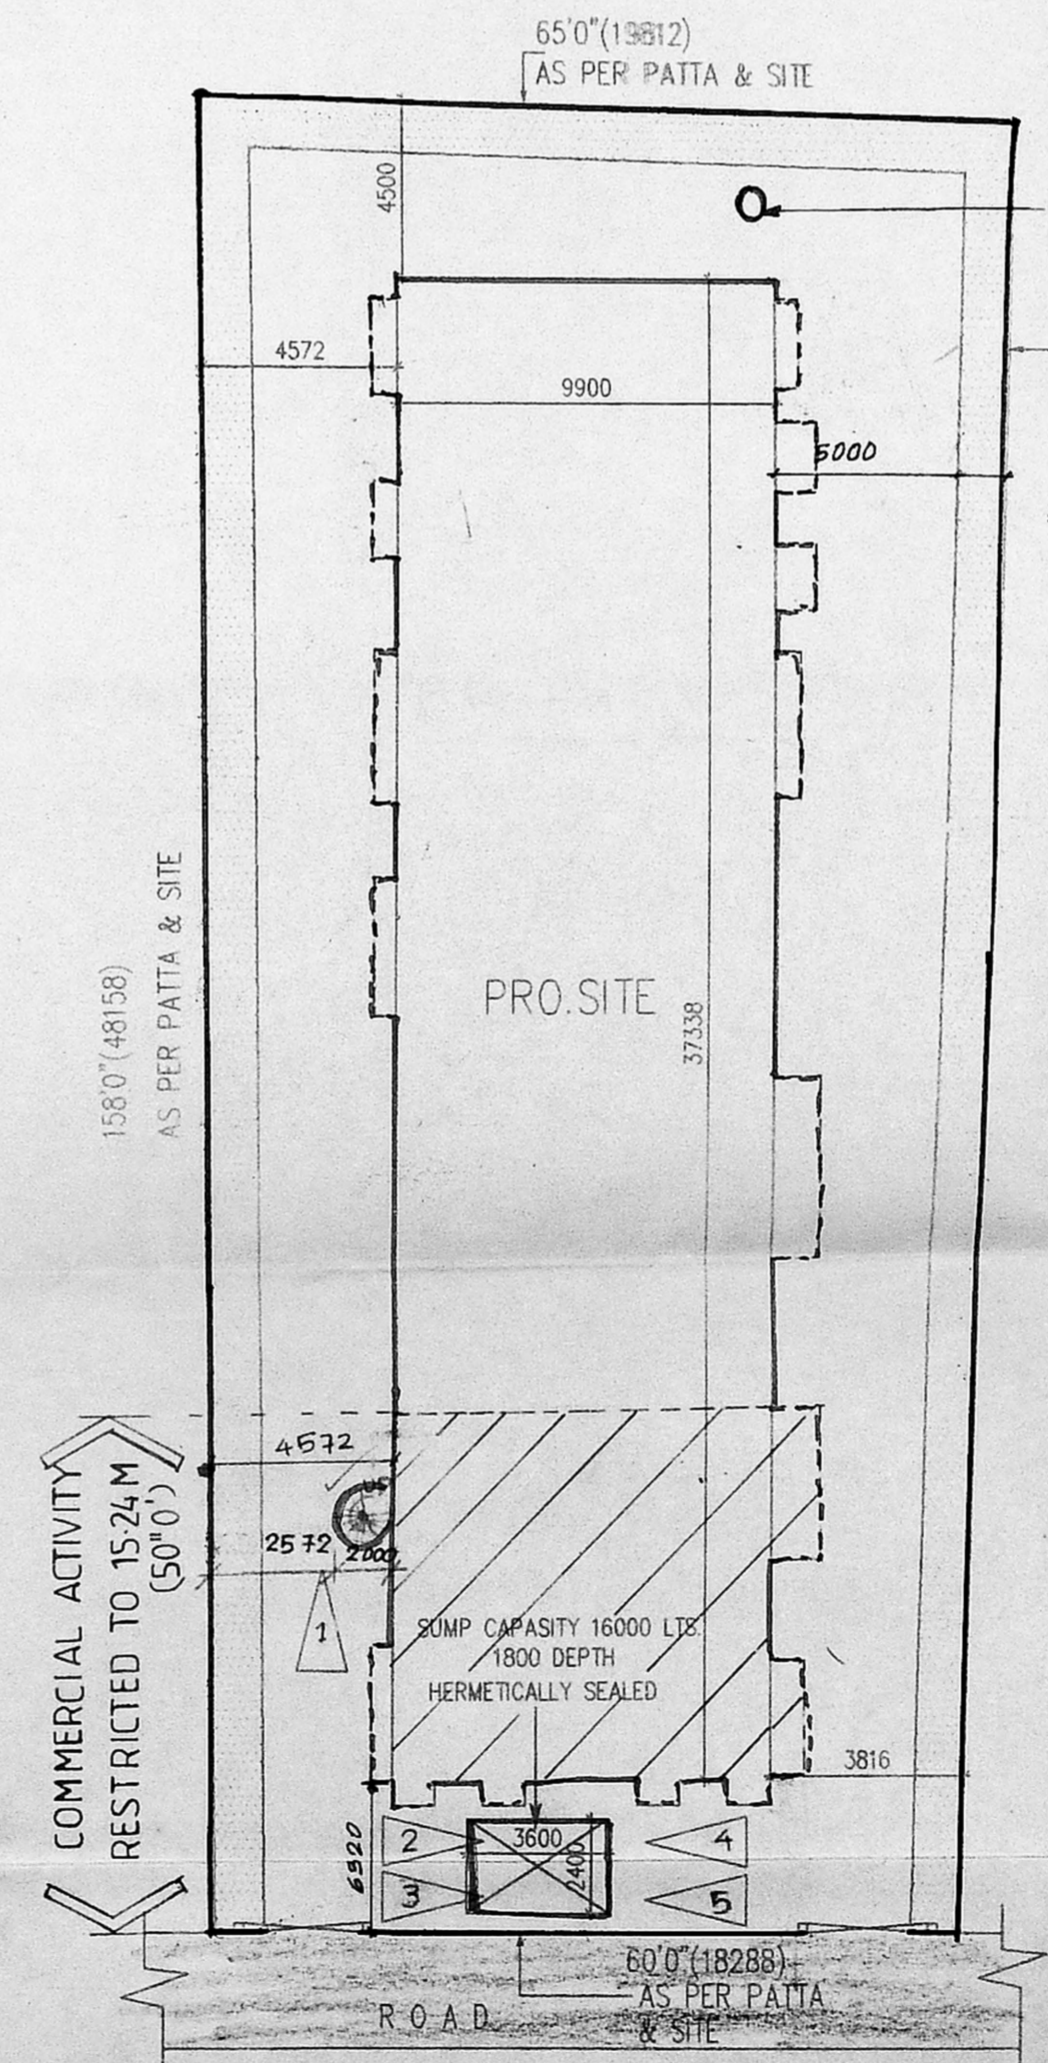 65'0"(19812)
AS PER PATTA & SITE
4500
4572
9900
5000
158'0"(48158)
AS PER PATTA & SITE
PRO.SITE
37338
COMMERCIAL ACTIVITY
RESTRICTED TO 15·24 M
(50"0')
4572
2572
2000
1
SUMP CAPASITY 16000 LTS.
1800 DEPTH
HERMETICALLY SEALED
3816
6320
2
3600
2400
4
3
5
60'0"(18288)
AS PER PATTA
& SITE
ROAD